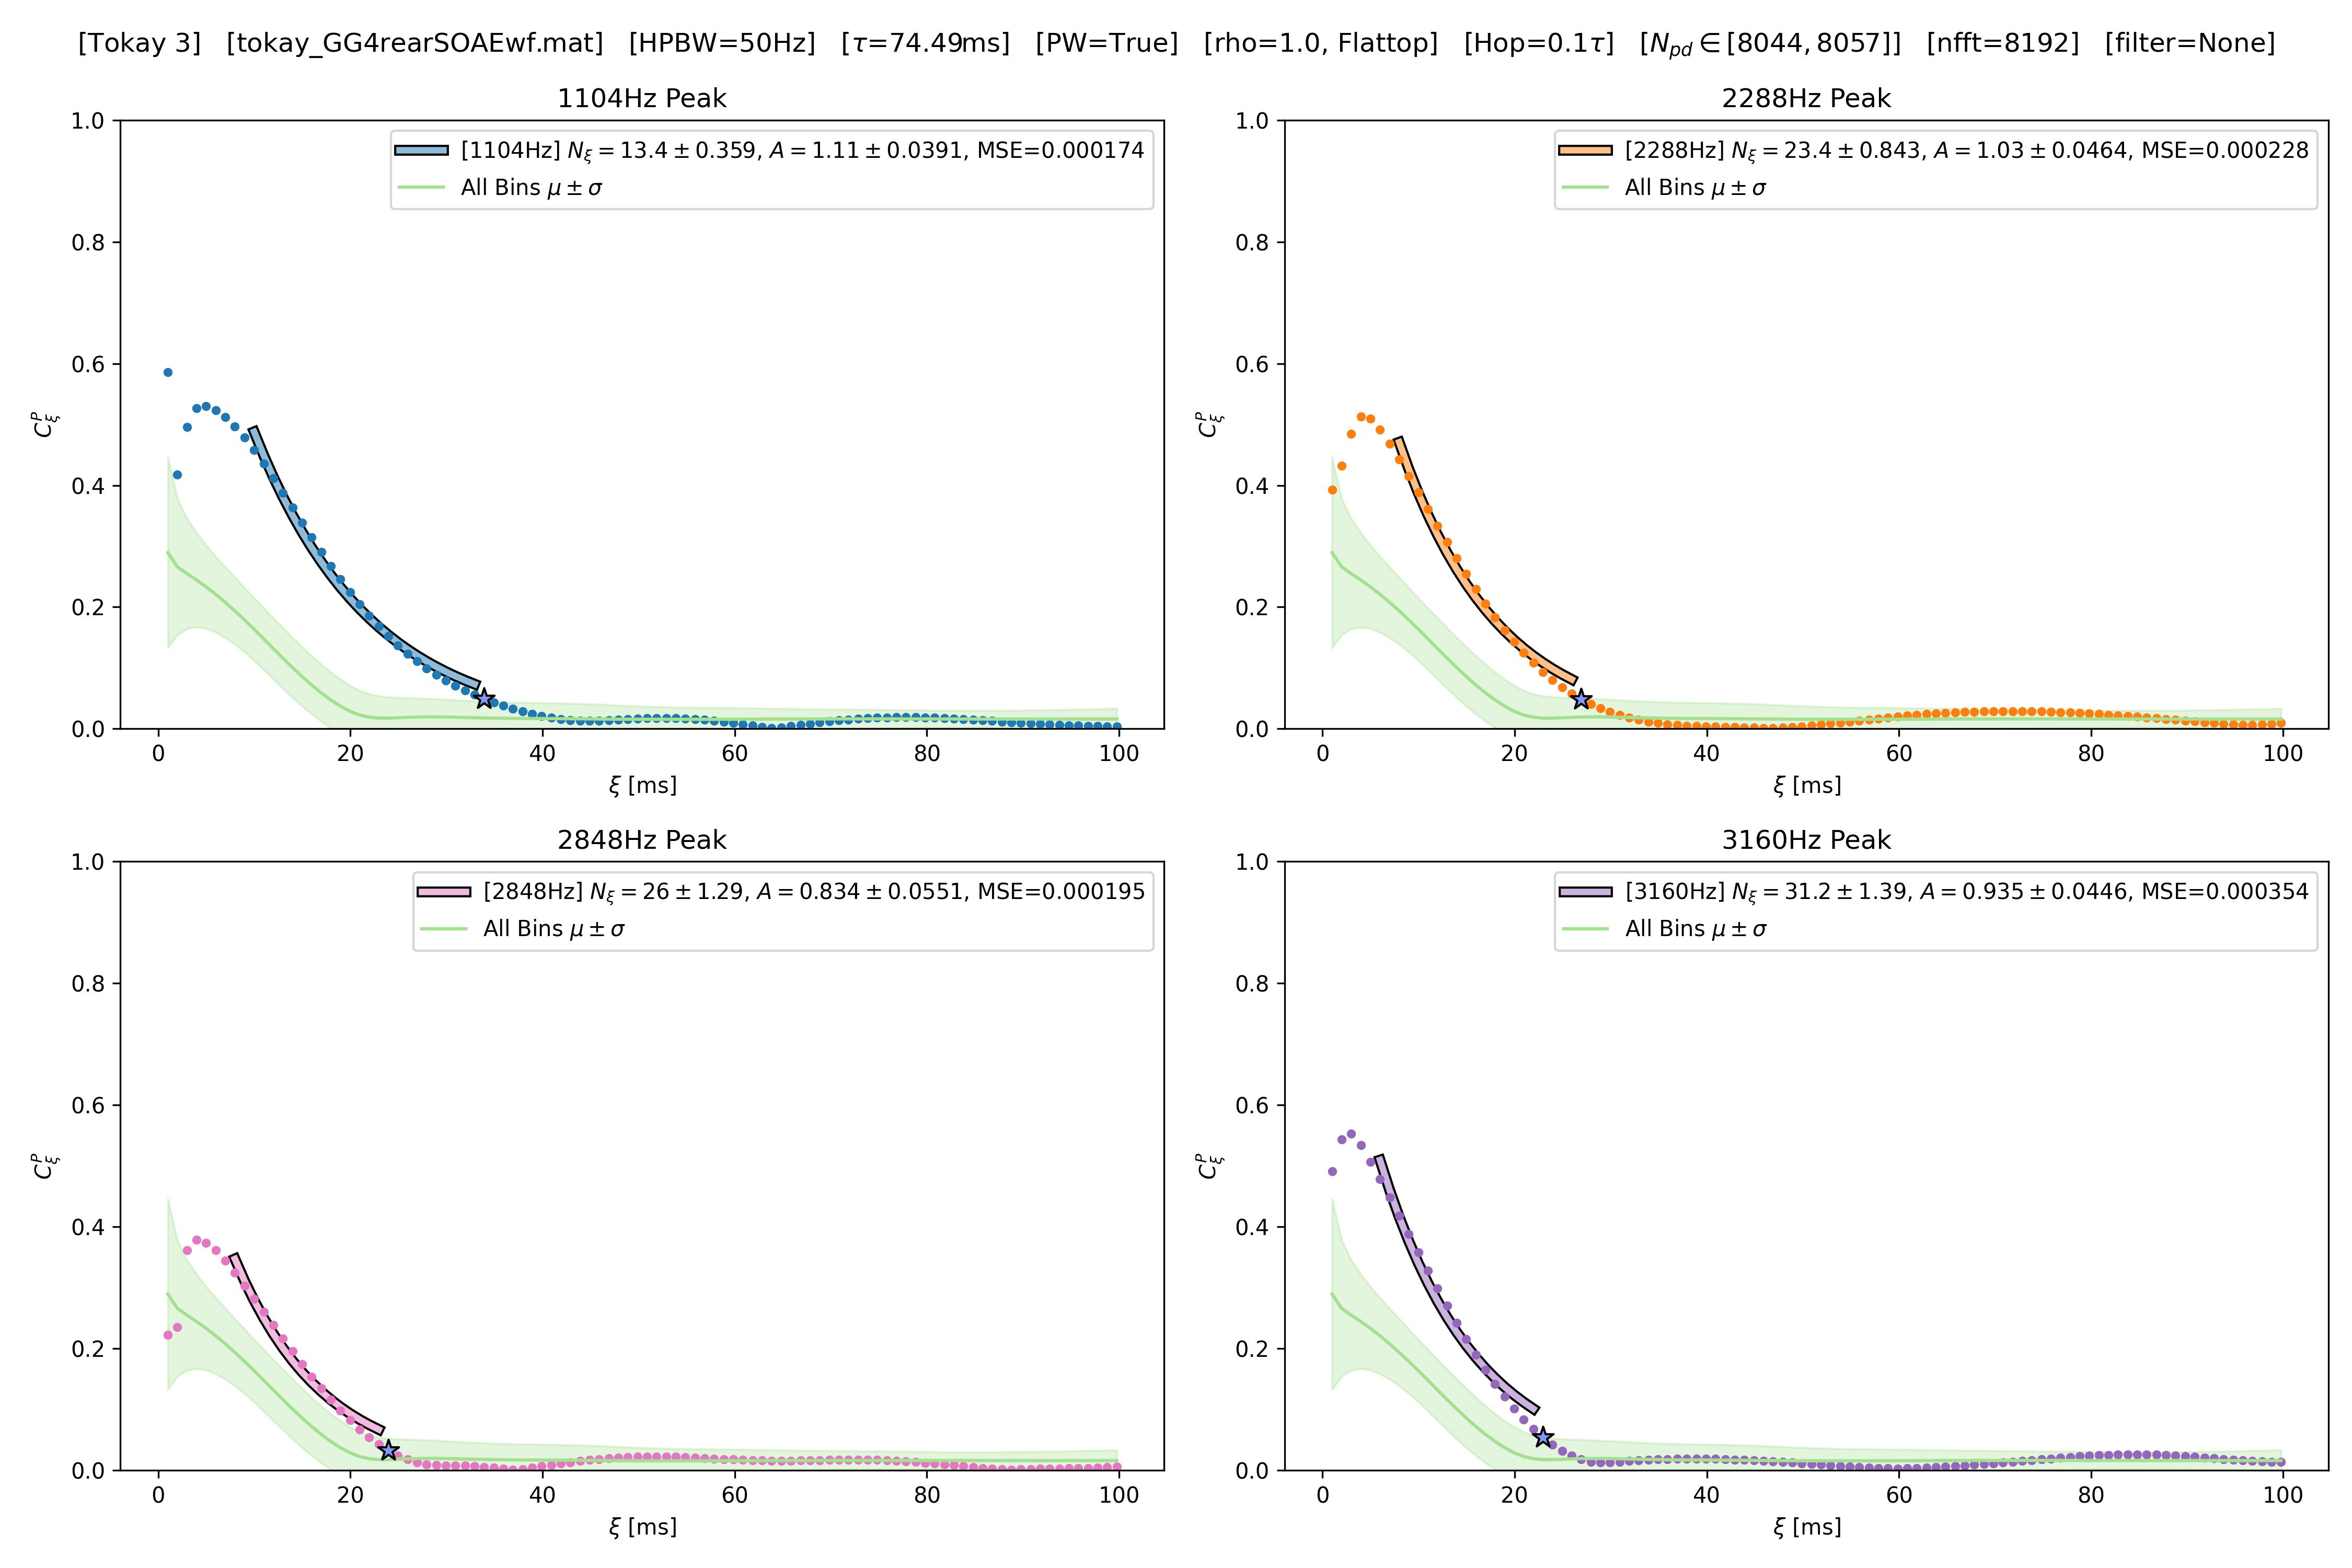 [Tokay 3]   [tokay_GG4rearSOAEwf.mat]   [HPBW=50Hz]   [τ=74.49ms]   [PW=True]   [rho=1.0, Flattop]   [Hop=0.1τ]   [N_pd ∈ [8044, 8057]]   [nfft=8192]   [filter=None]
1104Hz Peak
[1104Hz] N_ξ = 13.4 ± 0.359, A = 1.11 ± 0.0391, MSE=0.000174
All Bins μ ± σ
1.0
0.8
0.6
0.4
0.2
0.0
C_ξ^P
0 20 40 60 80 100
ξ [ms]
2288Hz Peak
[2288Hz] N_ξ = 23.4 ± 0.843, A = 1.03 ± 0.0464, MSE=0.000228
All Bins μ ± σ
1.0
0.8
0.6
0.4
0.2
0.0
C_ξ^P
0 20 40 60 80 100
ξ [ms]
2848Hz Peak
[2848Hz] N_ξ = 26 ± 1.29, A = 0.834 ± 0.0551, MSE=0.000195
All Bins μ ± σ
1.0
0.8
0.6
0.4
0.2
0.0
C_ξ^P
0 20 40 60 80 100
ξ [ms]
3160Hz Peak
[3160Hz] N_ξ = 31.2 ± 1.39, A = 0.935 ± 0.0446, MSE=0.000354
All Bins μ ± σ
1.0
0.8
0.6
0.4
0.2
0.0
C_ξ^P
0 20 40 60 80 100
ξ [ms]